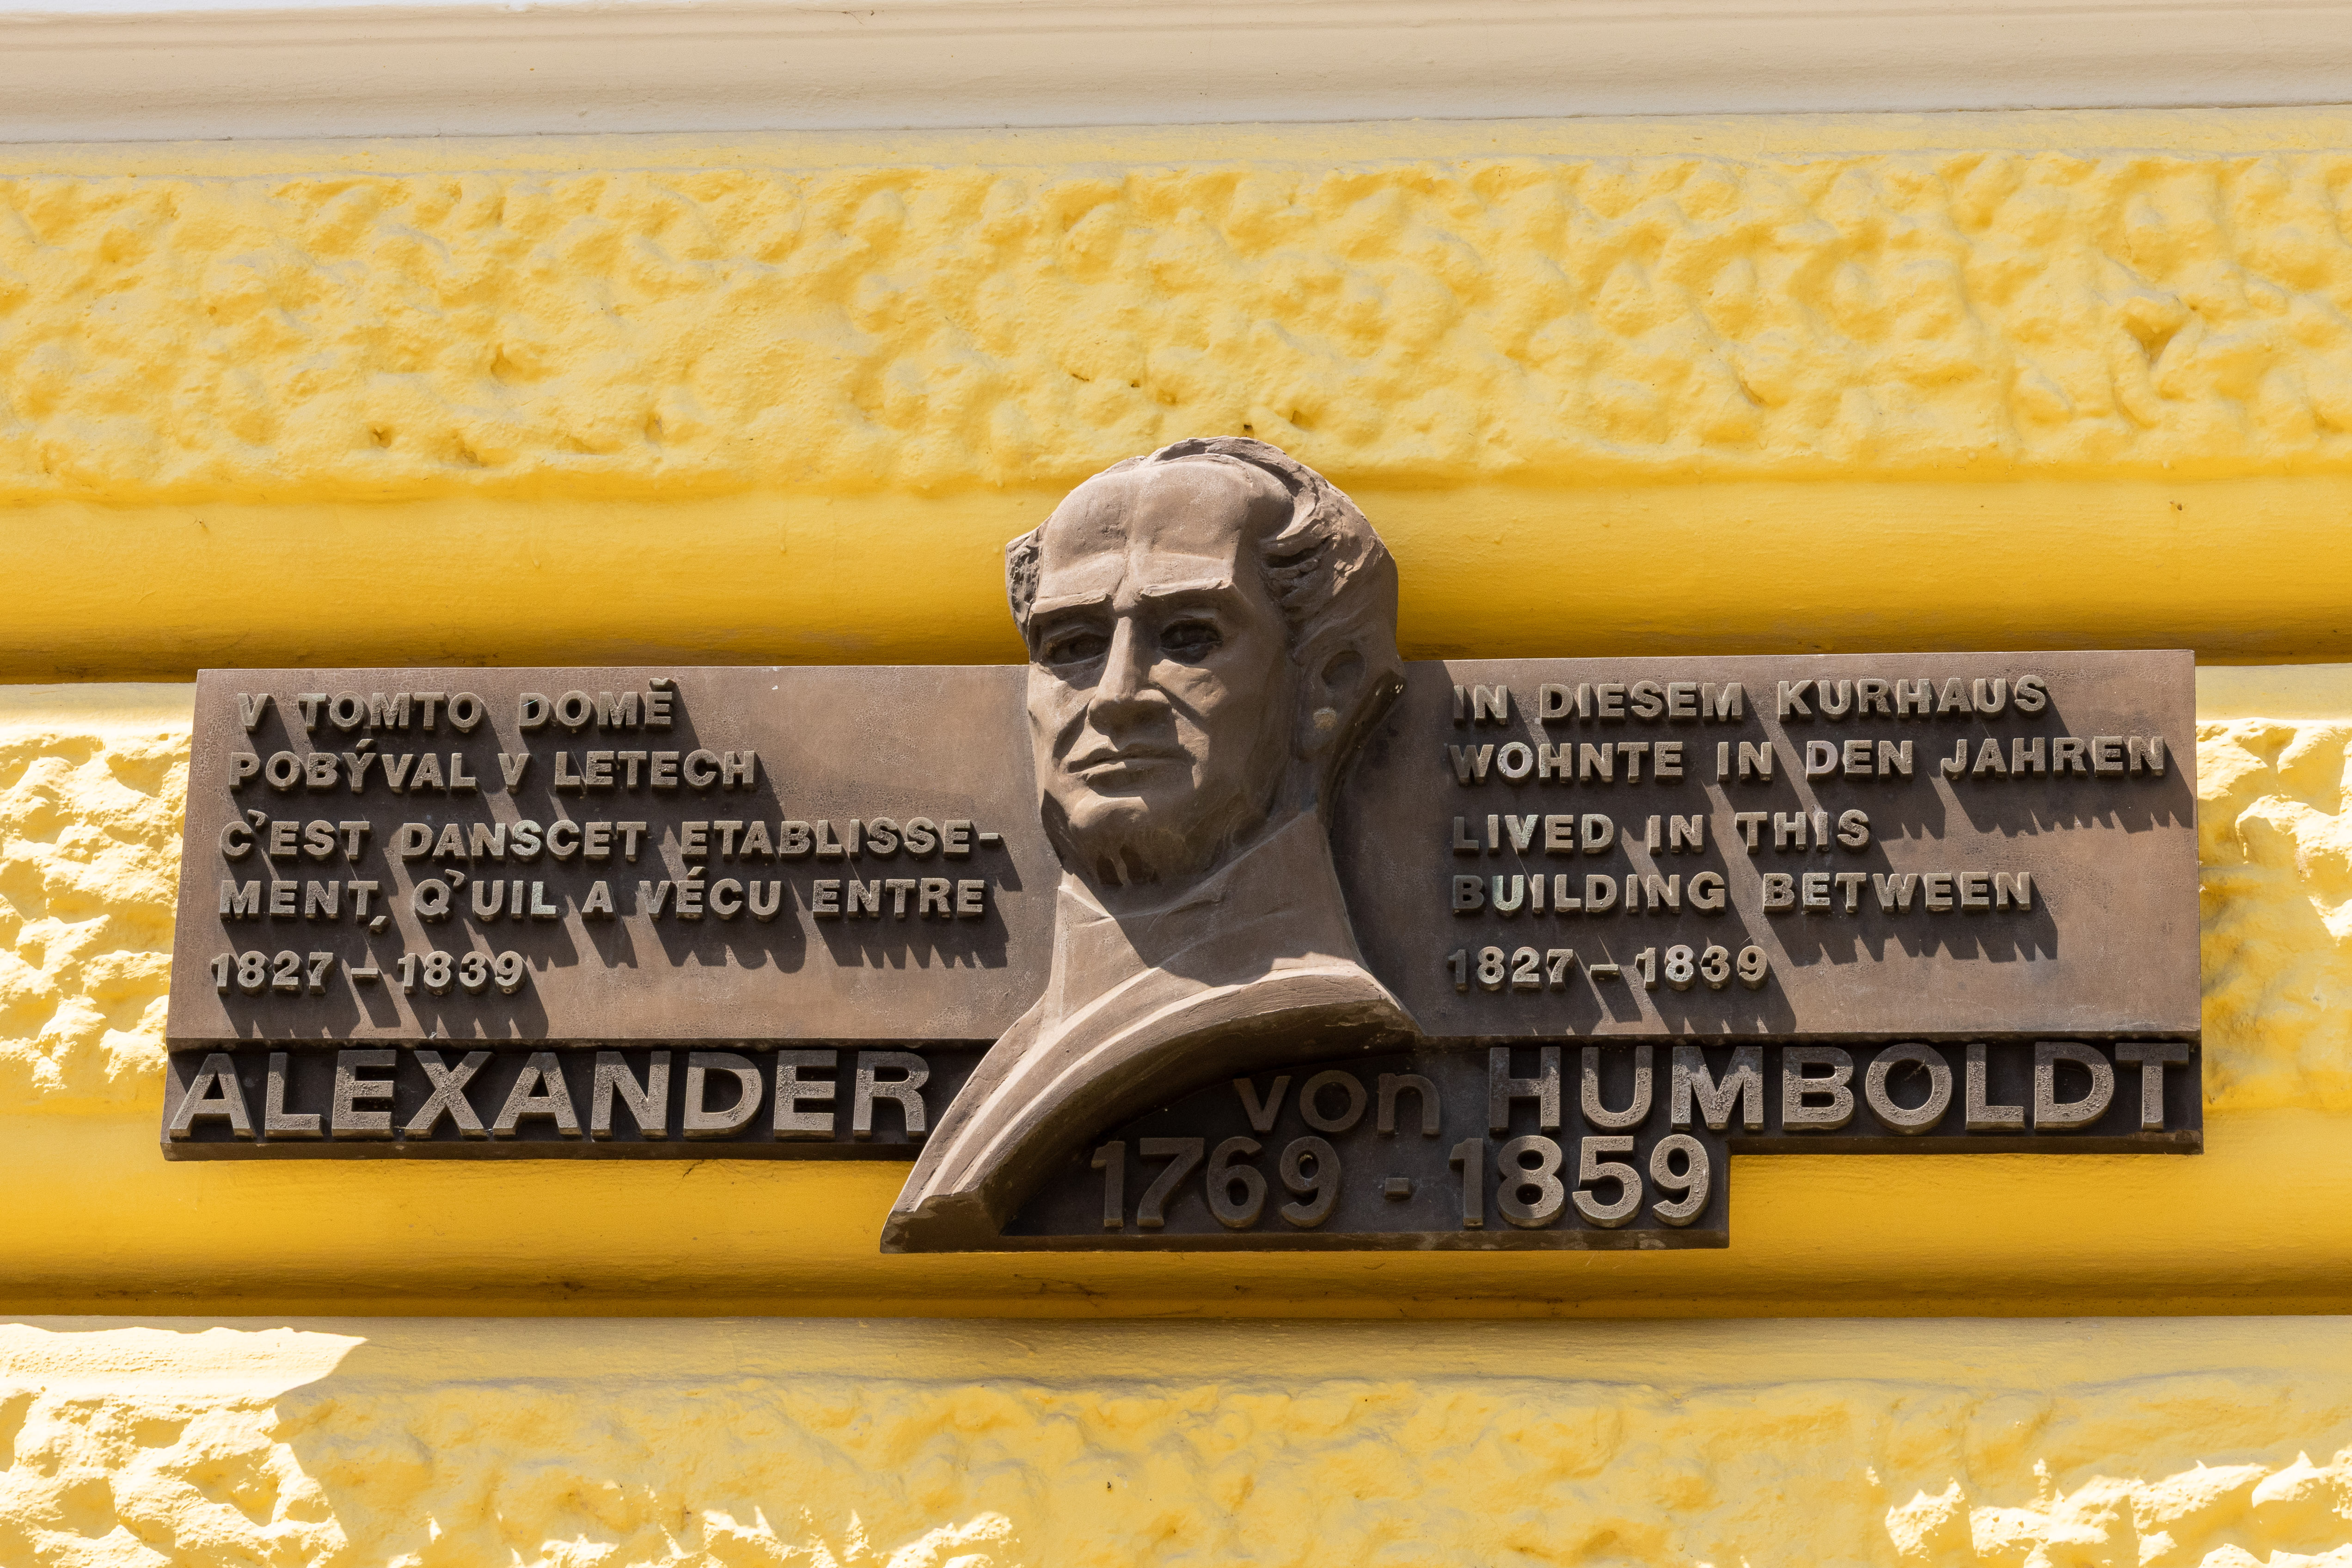 V TOMTO DOMĚ
POBÝVAL V LETECH
C'EST DANSCET ETABLISSE-
MENT, Q'UIL A VÉCU ENTRE
1827 – 1839
IN DIESEM KURHAUS
WOHNTE IN DEN JAHREN
LIVED IN THIS
BUILDING BETWEEN
1827 – 1839
ALEXANDER von HUMBOLDT
1769 - 1859